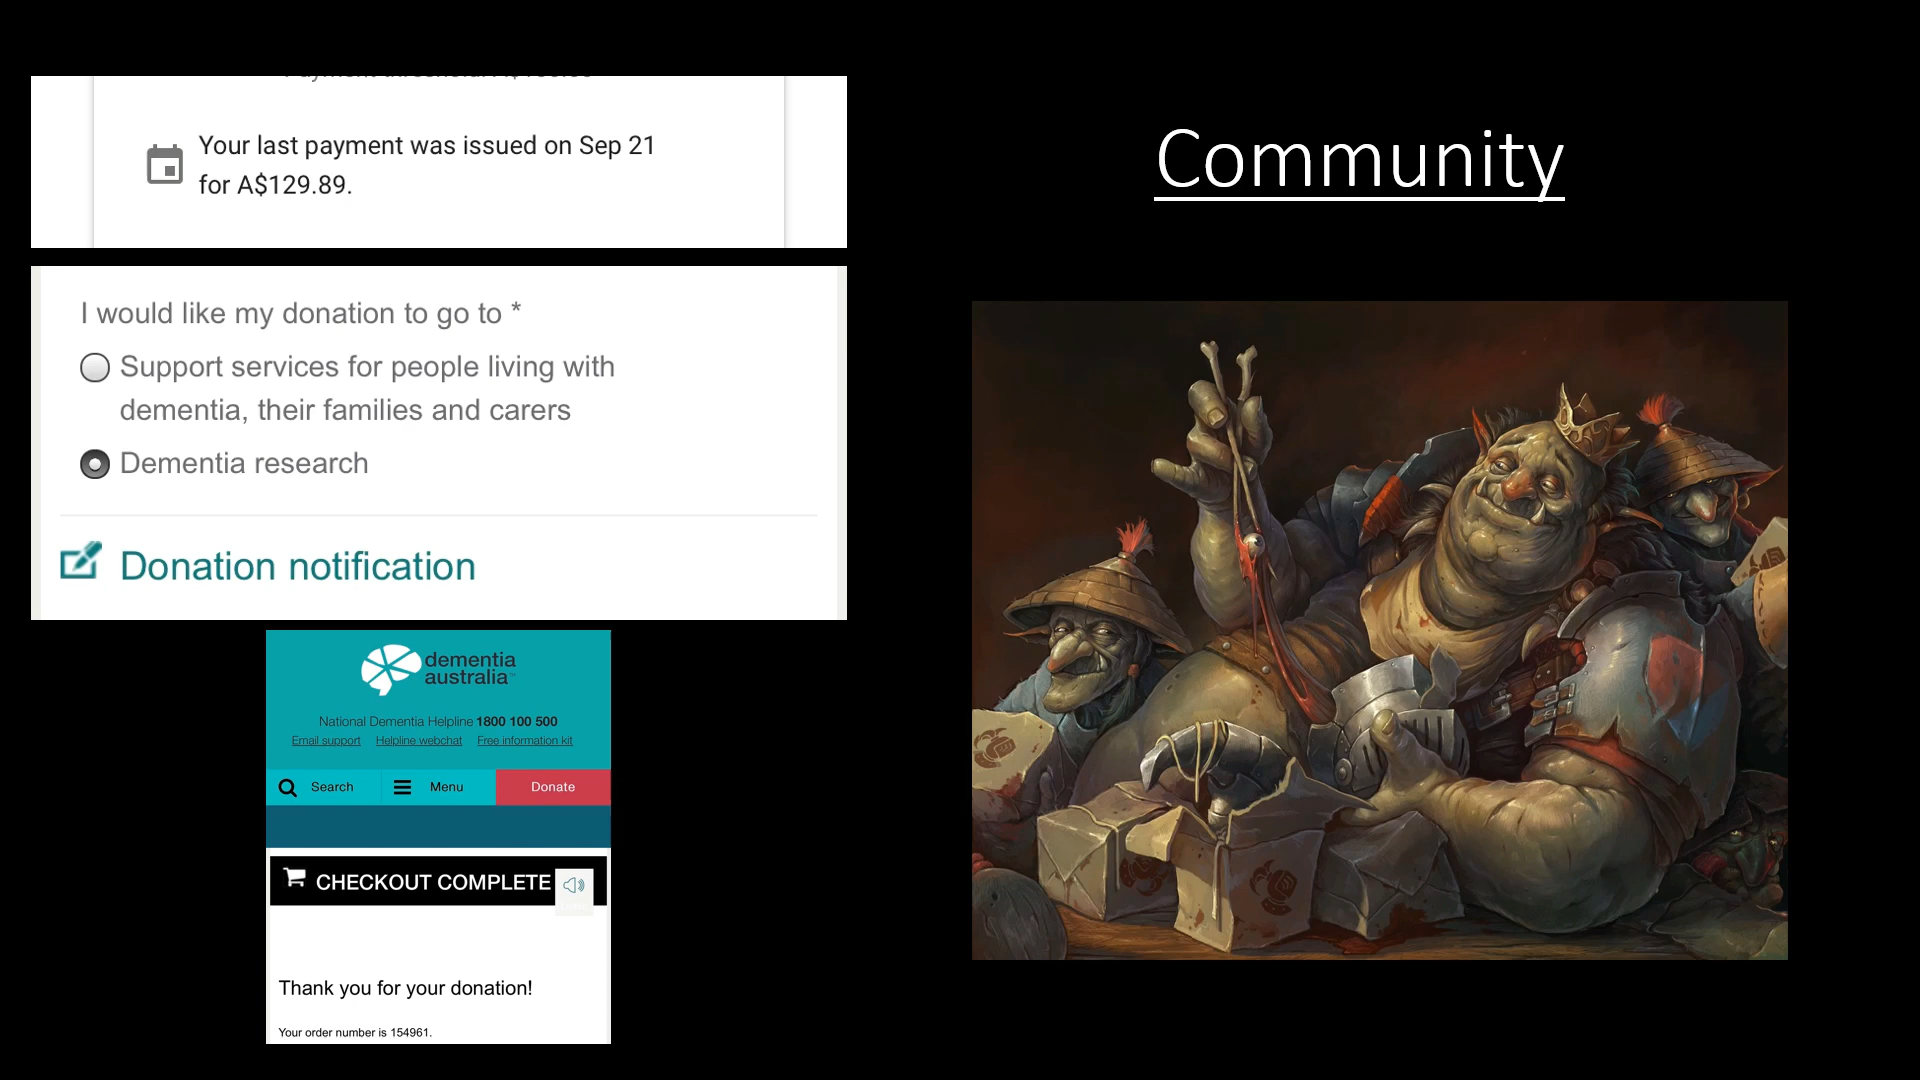 Your last payment was issued on Sep 21
for A$129.89.
I would like my donation to go to *
Support services for people living with
dementia, their families and carers
Dementia research
Donation notification
dementia
australia™
National Dementia Helpline 1800 100 500
Email support Helpline webchat Free information kit
Search Menu Donate
CHECKOUT COMPLETE
Thank you for your donation!
Your order number is 154961.
Community